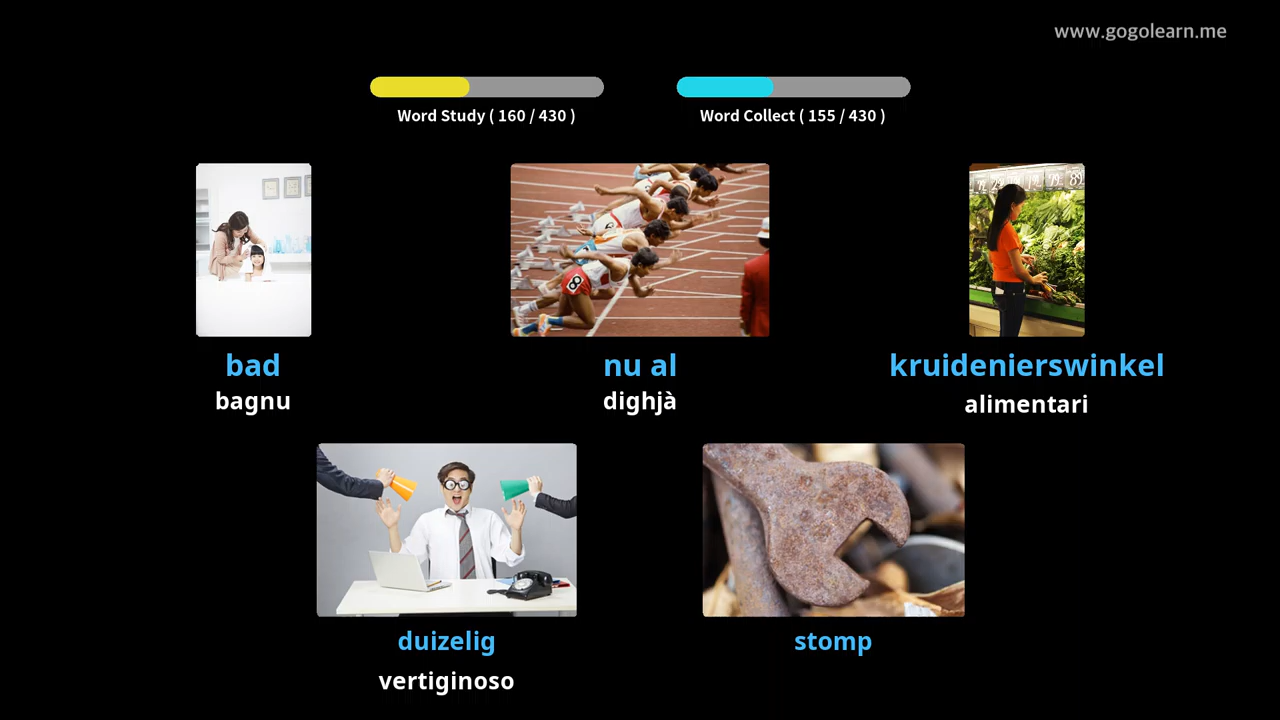 www.gogolearn.me
Word Study ( 160 / 430 )
Word Collect ( 155 / 430 )
bad
bagnu
nu al
dighjà
kruidenierswinkel
alimentari
duizelig
vertiginoso
stomp